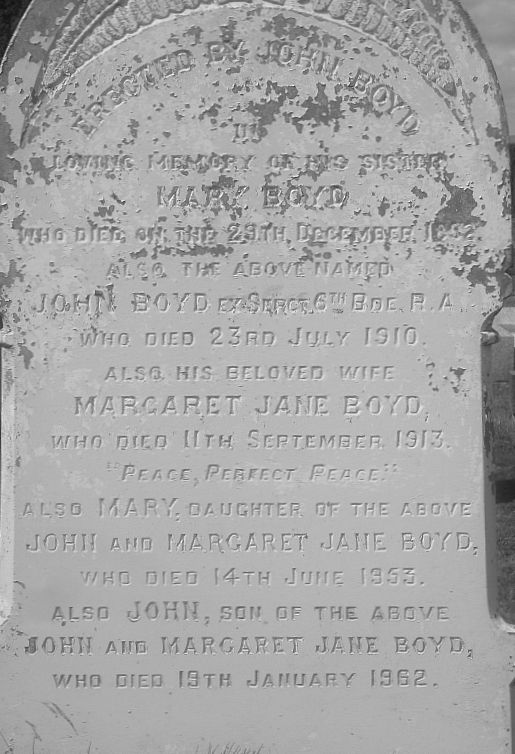 ERECTED BY JOHN BOYD
IN
LOVING MEMORY OF HIS SISTER
MARY BOYD
WHO DIED ON THE 29TH DECEMBER
ALSO THE ABOVE NAMED
JOHN BOYD EX-SERGT. 6TH BDE. R.A.
WHO DIED 23RD JULY 1910.
ALSO HIS BELOVED WIFE
MARGARET JANE BOYD,
WHO DIED 11TH SEPTEMBER 1913.
"PEACE, PERFECT PEACE."
ALSO MARY, DAUGHTER OF THE ABOVE
JOHN AND MARGARET JANE BOYD,
WHO DIED 14TH JUNE 1953.
ALSO JOHN, SON OF THE ABOVE
JOHN AND MARGARET JANE BOYD,
WHO DIED 19TH JANUARY 1962.